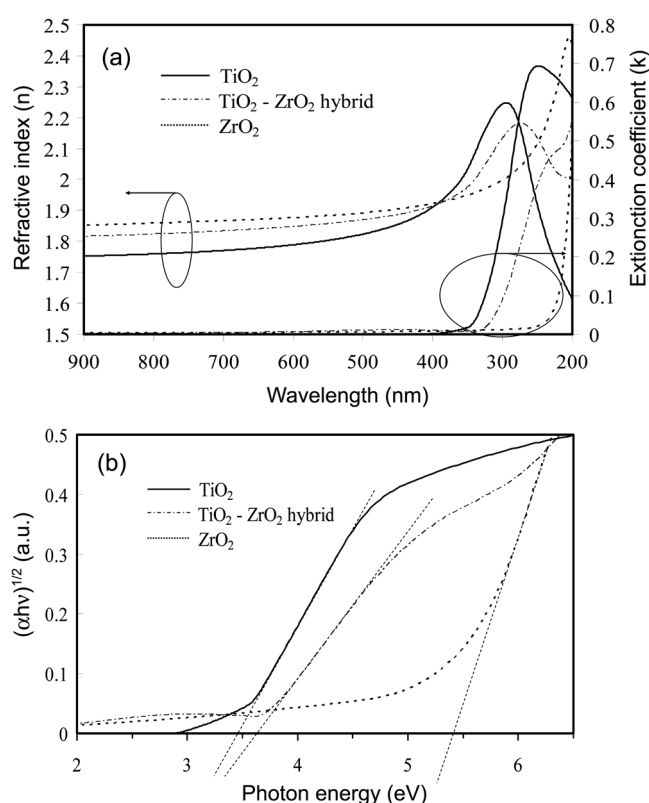 (a)
TiO2
TiO2 - ZrO2 hybrid
ZrO2
Refractive index (n)
2.5
2.4
2.3
2.2
2.1
2
1.9
1.8
1.7
1.6
1.5
Extionction coefficient (k)
0.8
0.7
0.6
0.5
0.4
0.3
0.2
0.1
0
900 800 700 600 500 400 300 200
Wavelength (nm)
(b)
TiO2
TiO2 - ZrO2 hybrid
ZrO2
(αhν)1/2 (a.u.)
0.5
0.4
0.3
0.2
0.1
0
2 3 4 5 6
Photon energy (eV)